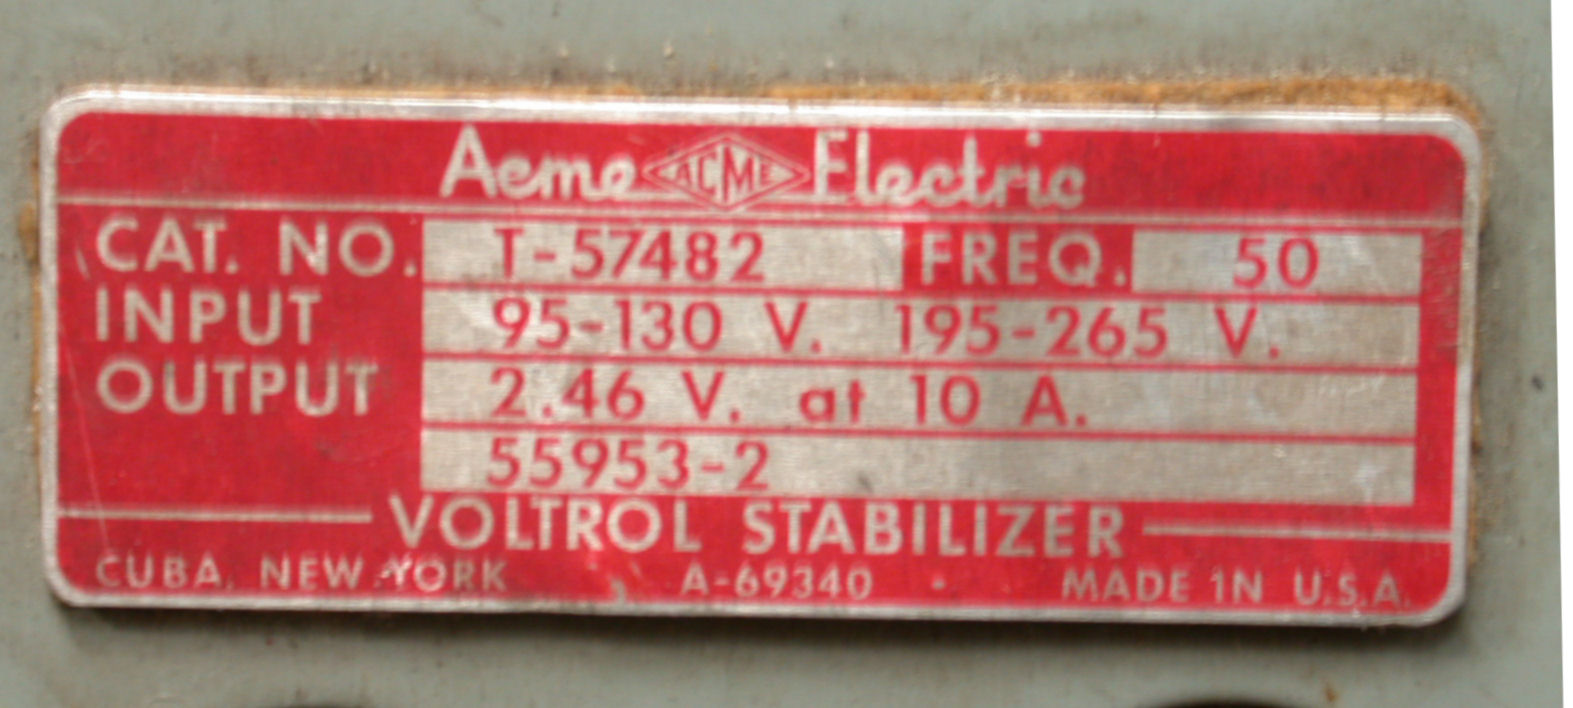 Acme ACME Electric
CAT. NO. T-57482 FREQ. 50
INPUT 95-130 V. 195-265 V.
OUTPUT 2.46 V. at 10 A.
55953-2
VOLTROL STABILIZER
CUBA, NEW YORK A-69340 MADE IN U.S.A.